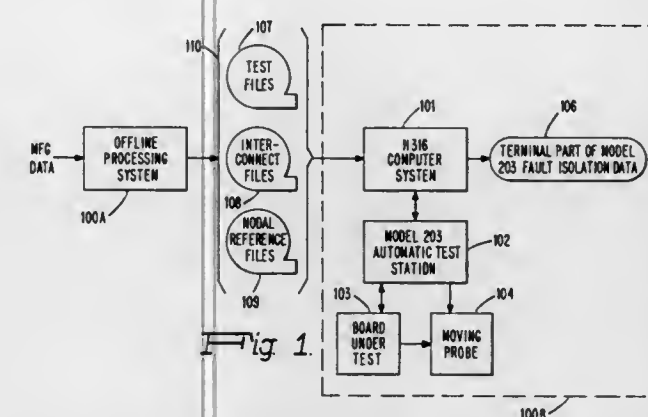 107
110
TEST
FILES
MFG
DATA
OFFLINE
PROCESSING
SYSTEM
100A
INTER-
CONNECT
FILES
108
NODAL
REFERENCE
FILES
109
101
H316
COMPUTER
SYSTEM
106
TERMINAL PART OF MODEL
203 FAULT ISOLATION DATA
MODEL 203
AUTOMATIC TEST
STATION
102
103
BOARD
UNDER
TEST
104
MOVING
PROBE
Fig. 1.
100B